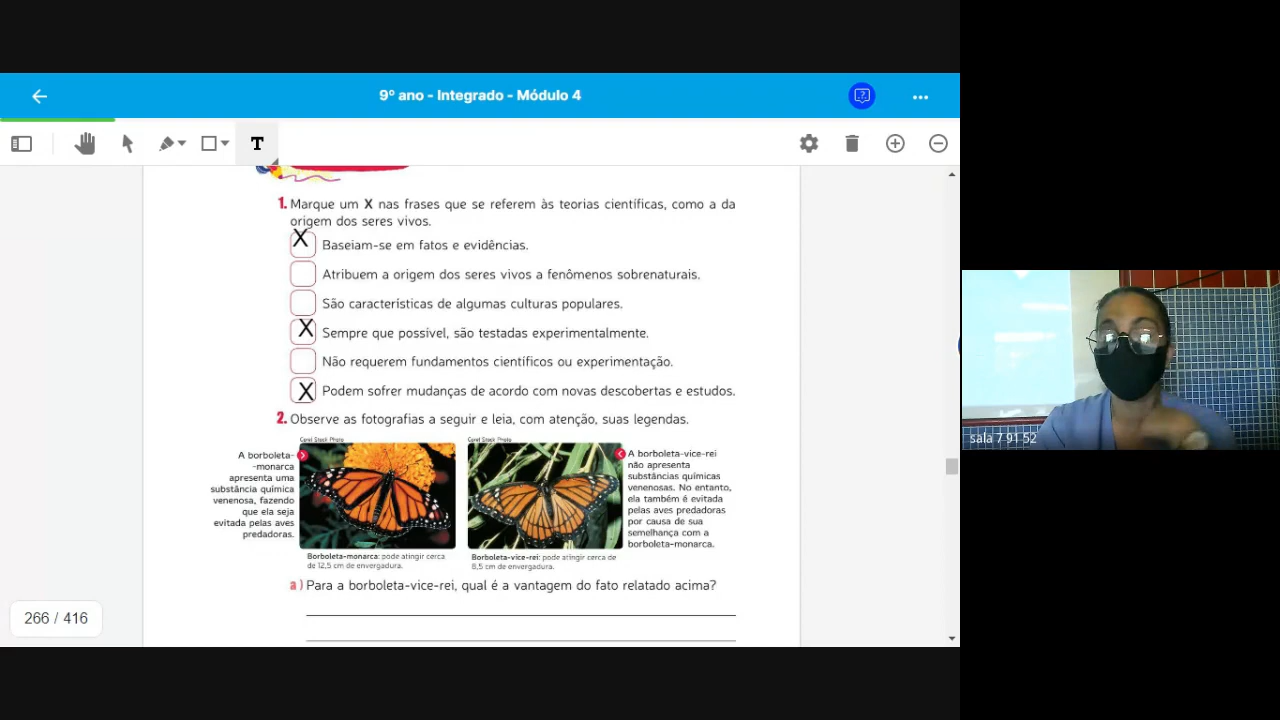 9º ano - Integrado - Módulo 4
T
1. Marque um X nas frases que se referem às teorias científicas, como a da
origem dos seres vivos.
X Baseiam-se em fatos e evidências.
Atribuem a origem dos seres vivos a fenômenos sobrenaturais.
São características de algumas culturas populares.
X Sempre que possível, são testadas experimentalmente.
Não requerem fundamentos científicos ou experimentação.
X Podem sofrer mudanças de acordo com novas descobertas e estudos.
2. Observe as fotografias a seguir e leia, com atenção, suas legendas.
Corel Stock Photo
A borboleta-
-monarca
apresenta uma
substância química
venenosa, fazendo
que ela seja
evitada pelas aves
predadoras.
Borboleta-monarca: pode atingir cerca
de 12,5 cm de envergadura.
Corel Stock Photo
A borboleta-vice-rei
não apresenta
substâncias químicas
venenosas. No entanto,
ela também é evitada
pelas aves predadoras
por causa de sua
semelhança com a
borboleta-monarca.
Borboleta-vice-rei: pode atingir cerca de
8,5 cm de envergadura.
a) Para a borboleta-vice-rei, qual é a vantagem do fato relatado acima?
266 / 416
sala 7 91 52